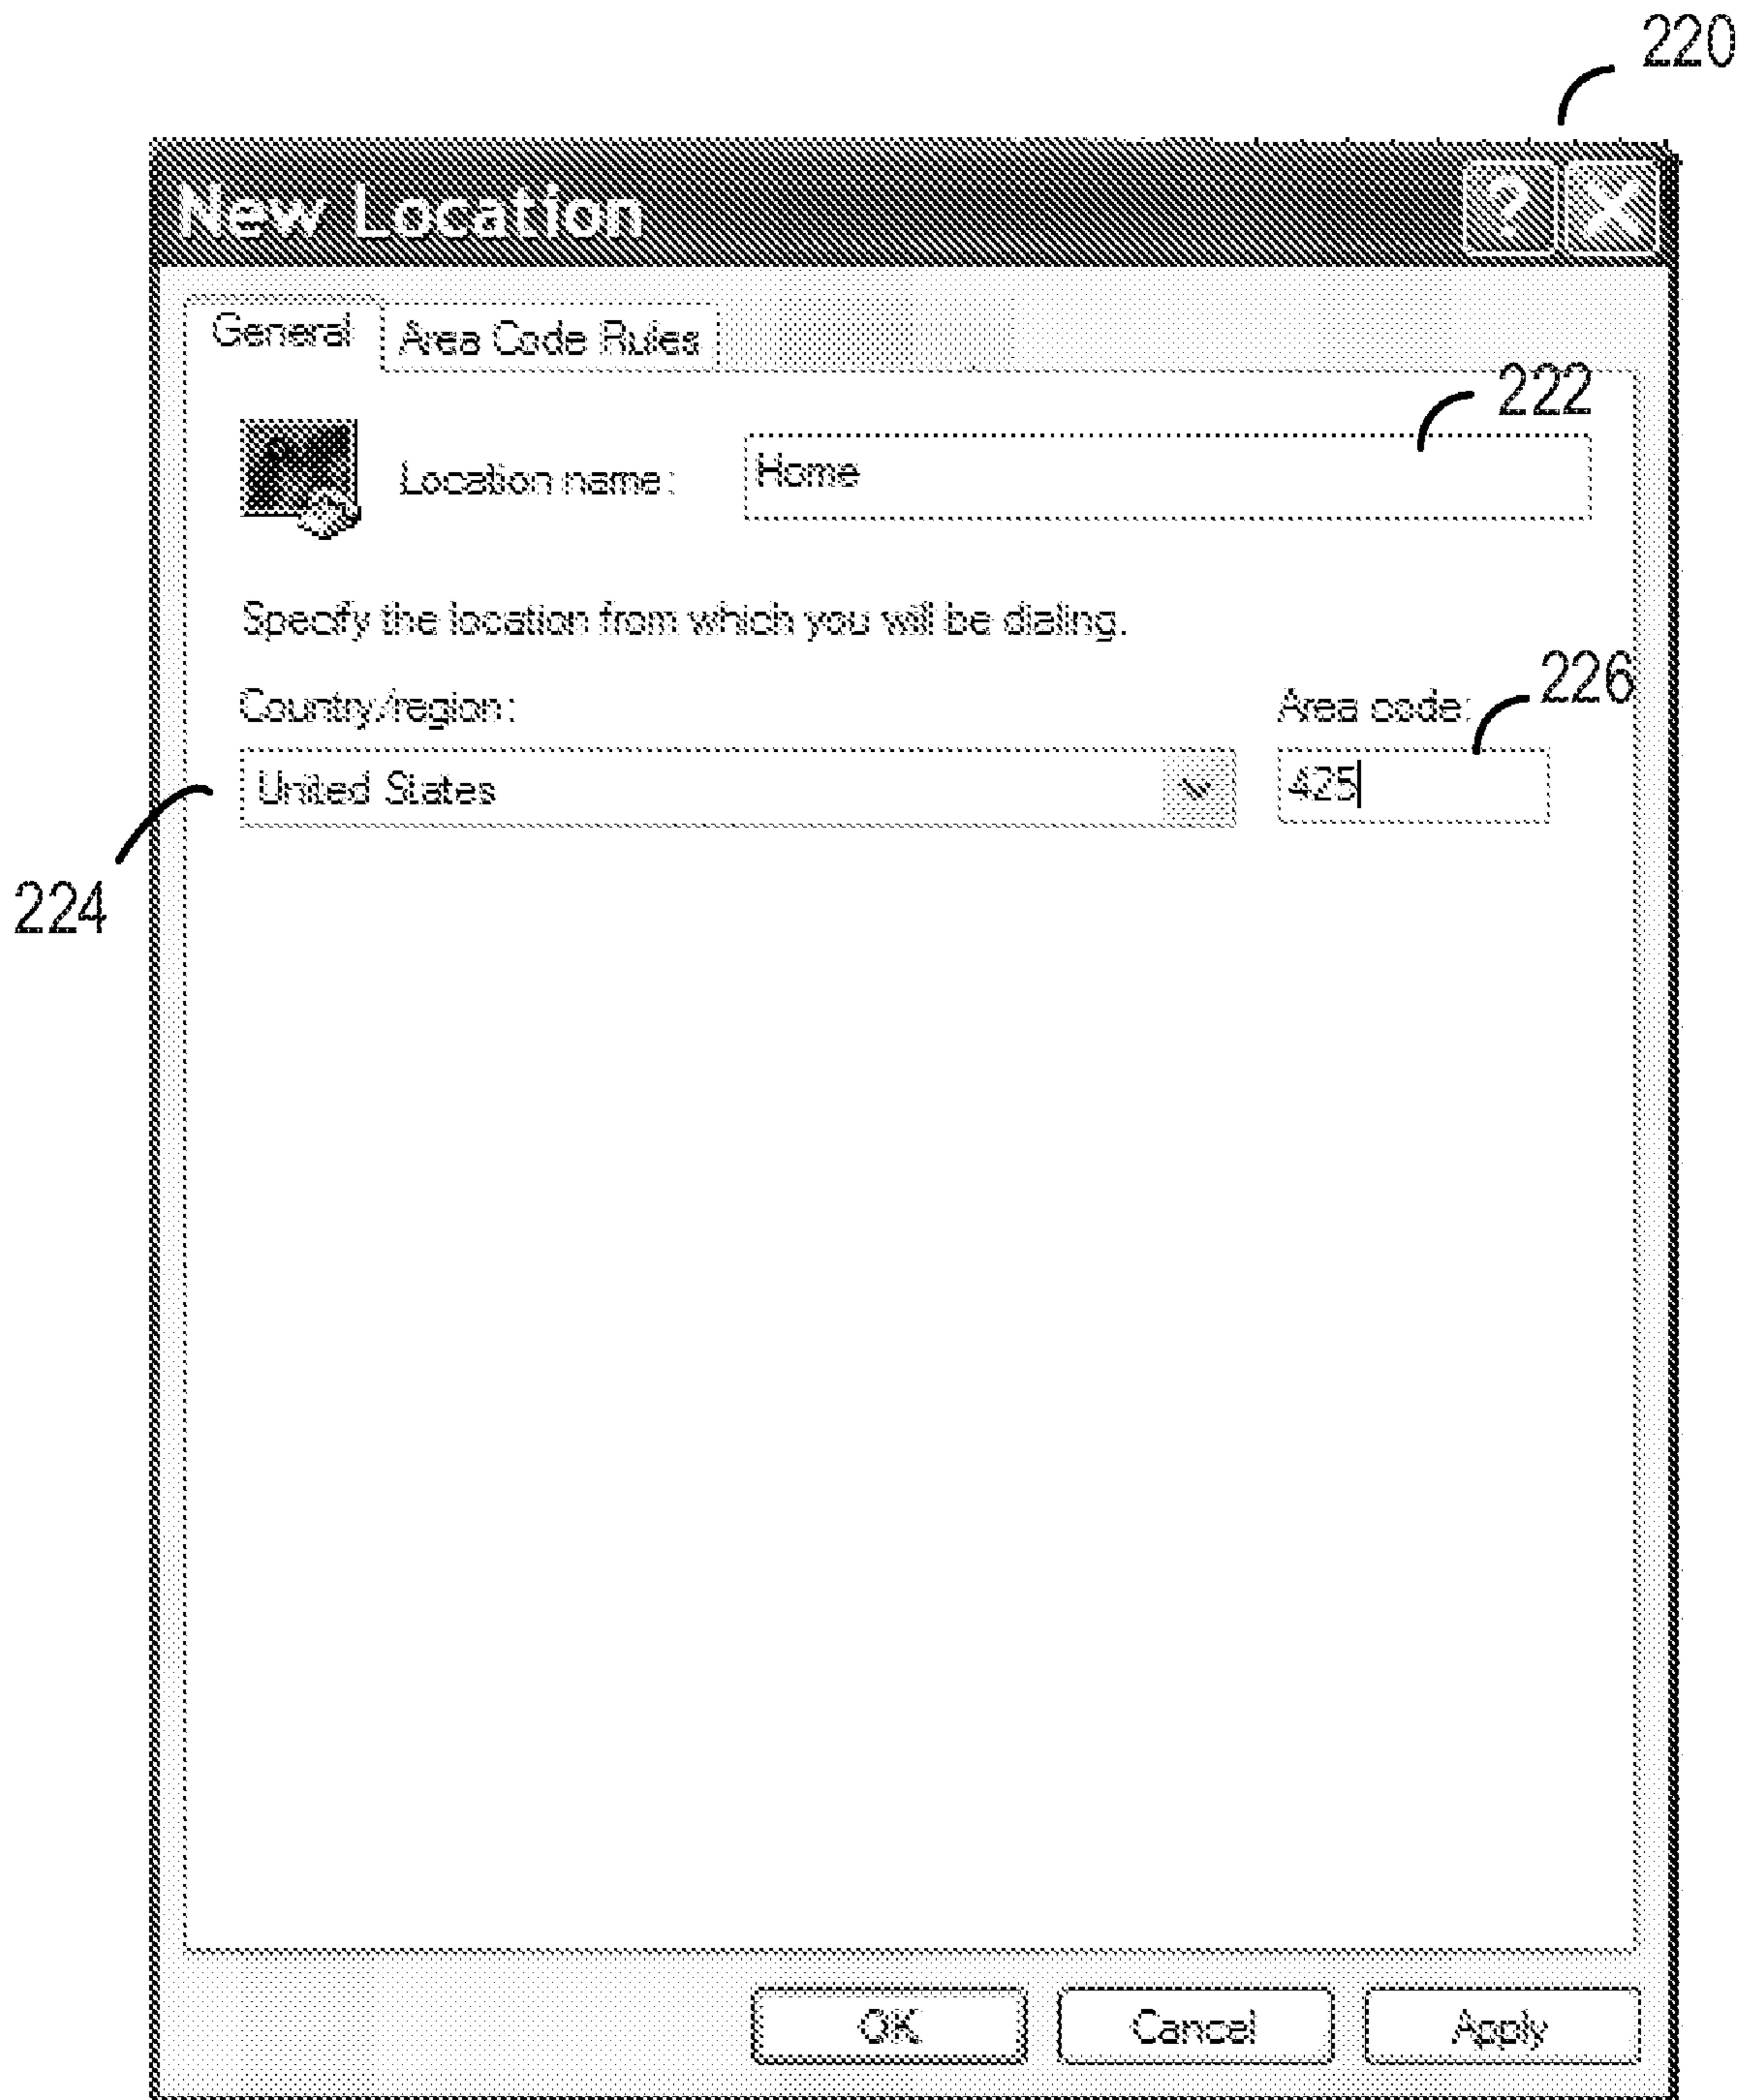 220
New Location ? X
General Area Code Rules
222
Location name: Home
Specify the location from which you will be dialing.
226
Country/region: Area code:
United States 425
224
OK Cancel Apply